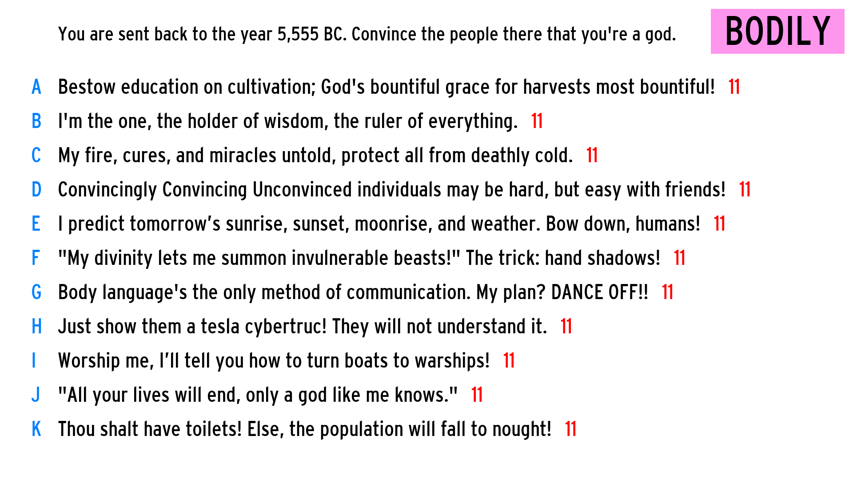 You are sent back to the year 5,555 BC. Convince the people there that you're a god.
BODILY
A Bestow education on cultivation; God's bountiful grace for harvests most bountiful! 11
B I'm the one, the holder of wisdom, the ruler of everything. 11
C My fire, cures, and miracles untold, protect all from deathly cold. 11
D Convincingly Convincing Unconvinced individuals may be hard, but easy with friends! 11
E I predict tomorrow’s sunrise, sunset, moonrise, and weather. Bow down, humans! 11
F "My divinity lets me summon invulnerable beasts!" The trick: hand shadows! 11
G Body language's the only method of communication. My plan? DANCE OFF!! 11
H Just show them a tesla cybertruc! They will not understand it. 11
I Worship me, I’ll tell you how to turn boats to warships! 11
J "All your lives will end, only a god like me knows." 11
K Thou shalt have toilets! Else, the population will fall to nought! 11